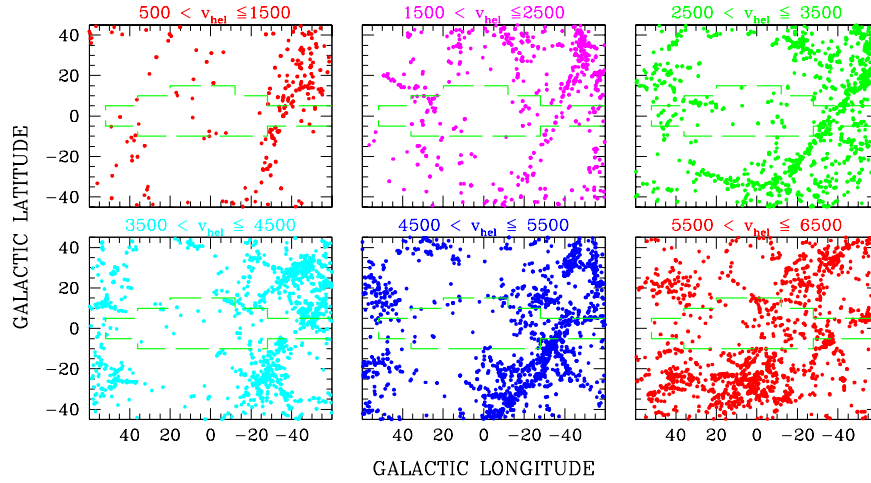 500 < v_hel ≦1500
1500 < v_hel ≦2500
2500 < v_hel ≦ 3500
40
20
0
−20
−40
3500 < v_hel ≦ 4500
4500 < v_hel ≦ 5500
5500 < v_hel ≦ 6500
40
20
0
−20
−40
40 20 0 −20 −40
40 20 0 −20 −40
40 20 0 −20 −40
GALACTIC LATITUDE
GALACTIC LONGITUDE